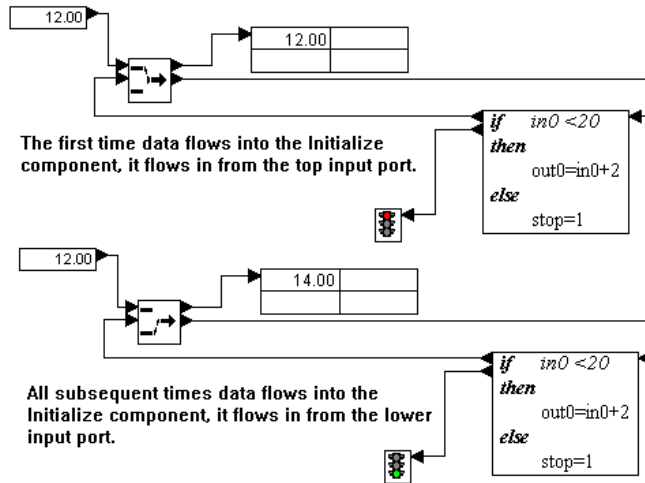 12.00
12.00
The first time data flows into the Initialize
component, it flows in from the top input port.
if in0 <20
then
out0=in0+2
else
stop=1
12.00
14.00
All subsequent times data flows into the
Initialize component, it flows in from the lower
input port.
if in0 <20
then
out0=in0+2
else
stop=1